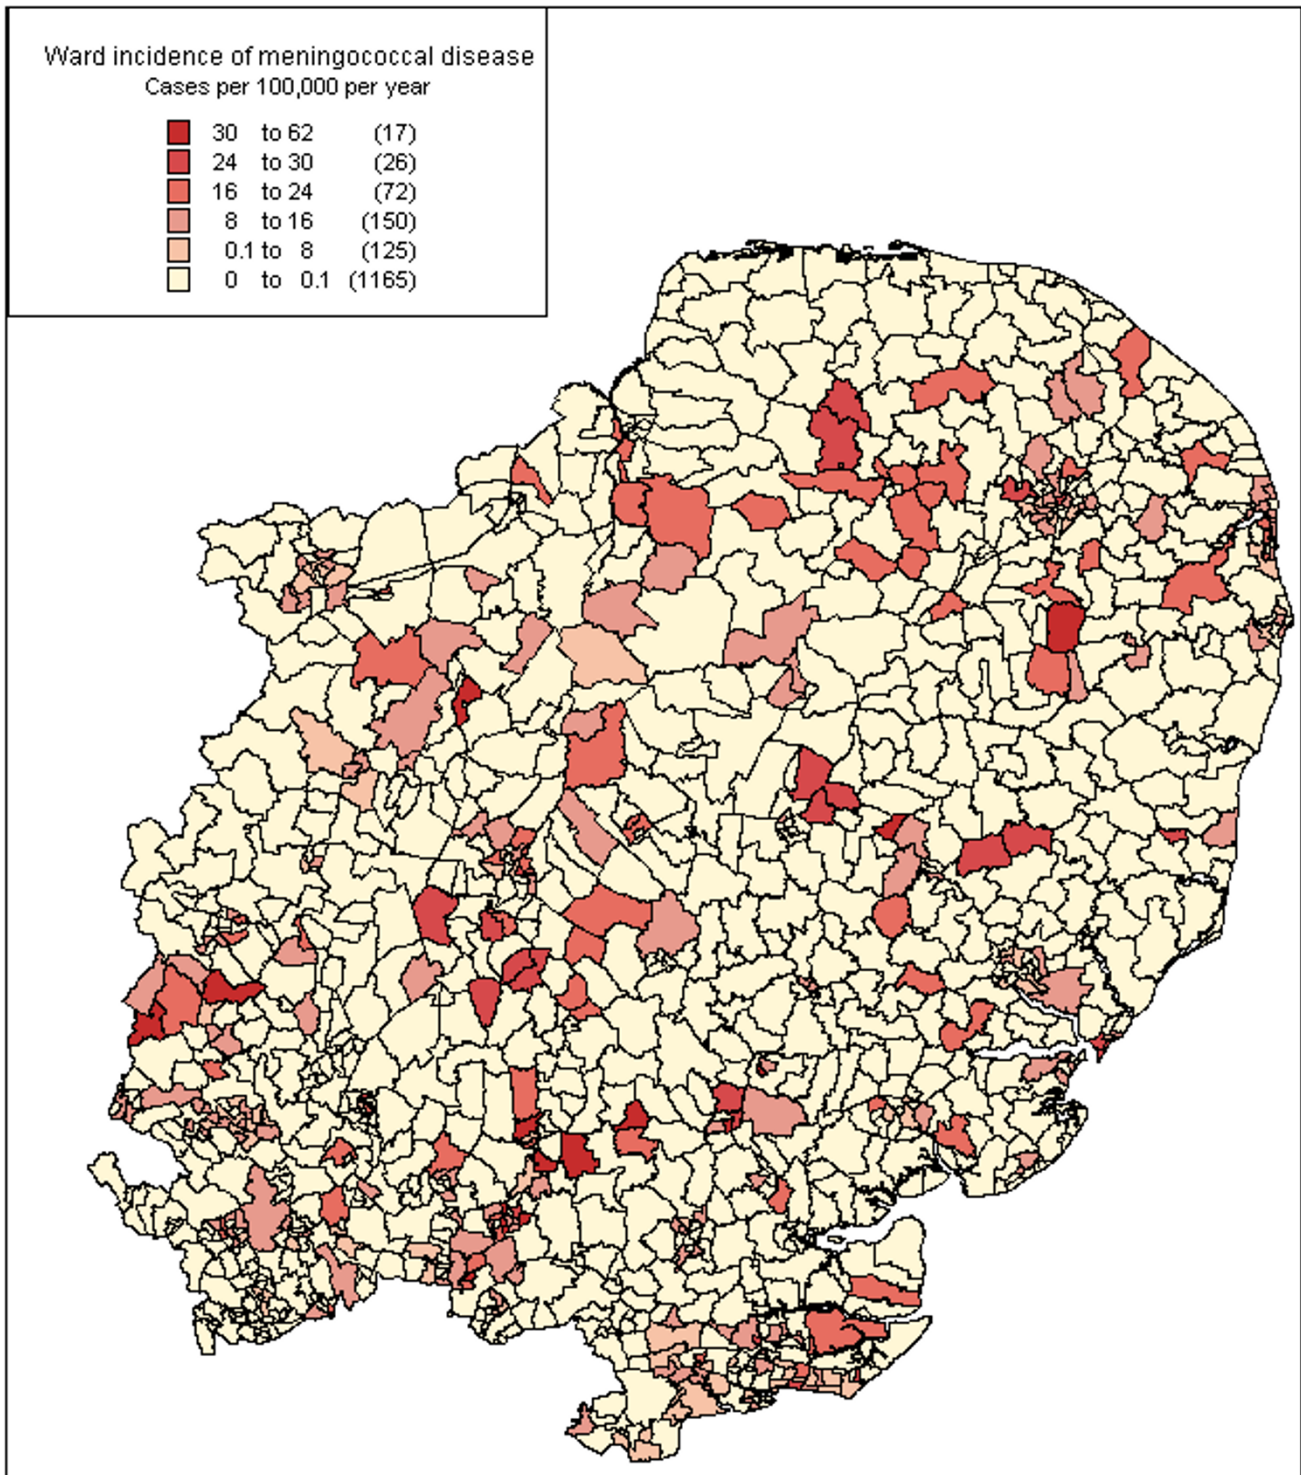 Ward incidence of meningococcal disease
Cases per 100,000 per year
30 to 62 (17)
24 to 30 (26)
16 to 24 (72)
8 to 16 (150)
0.1 to 8 (125)
0 to 0.1 (1165)